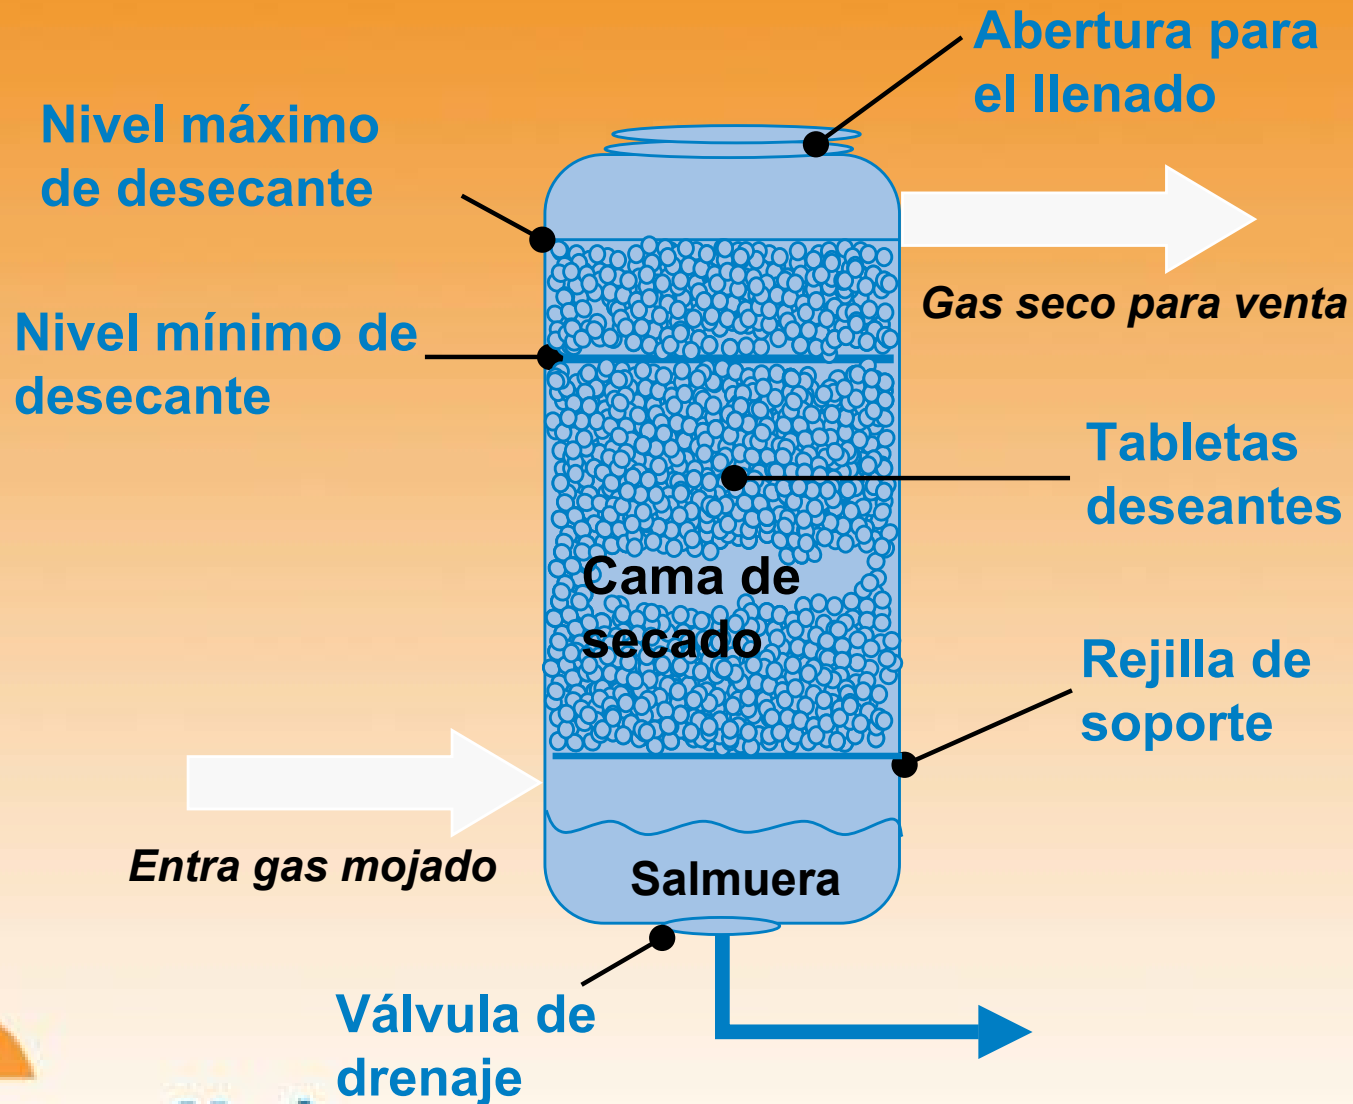 Abertura para
el llenado
Nivel máximo
de desecante
Gas seco para venta
Nivel mínimo de
desecante
Tabletas
deseantes
Cama de
secado
Rejilla de
soporte
Entra gas mojado
Salmuera
Válvula de
drenaje